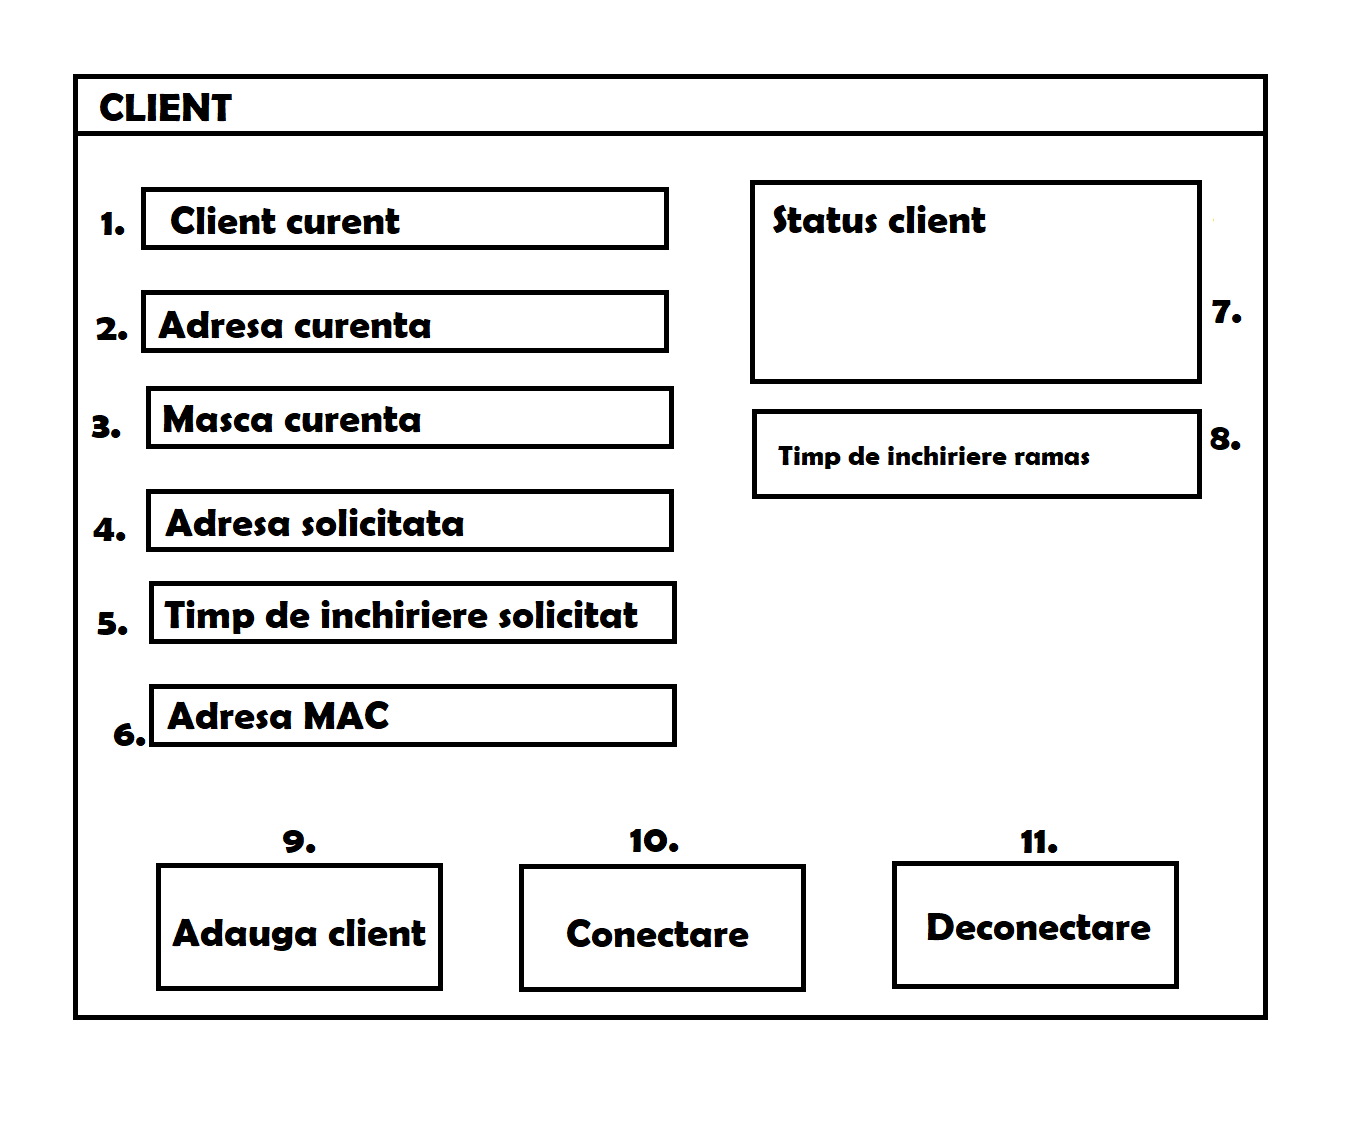 CLIENT
1. Client curent
2. Adresa curenta
3. Masca curenta
4. Adresa solicitata
5. Timp de inchiriere solicitat
6. Adresa MAC
Status client
7.
Timp de inchiriere ramas
8.
9.
Adauga client
10.
Conectare
11.
Deconectare